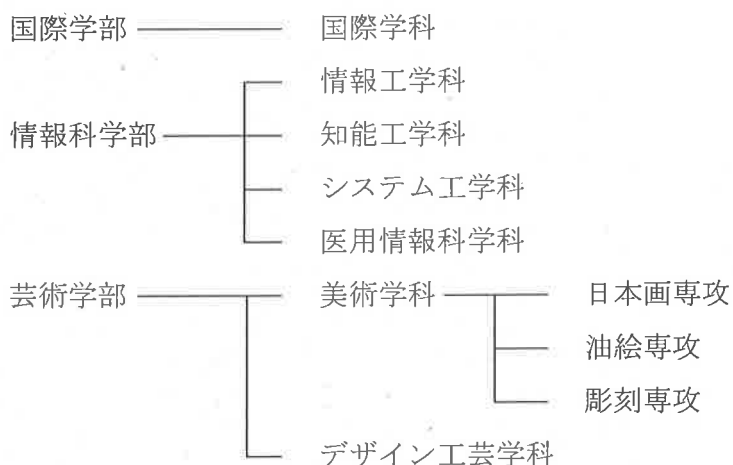 国際学部 国際学科
情報工学科
情報科学部 知能工学科
システム工学科
医用情報科学科
芸術学部 美術学科 日本画専攻
油絵専攻
彫刻専攻
デザイン工芸学科